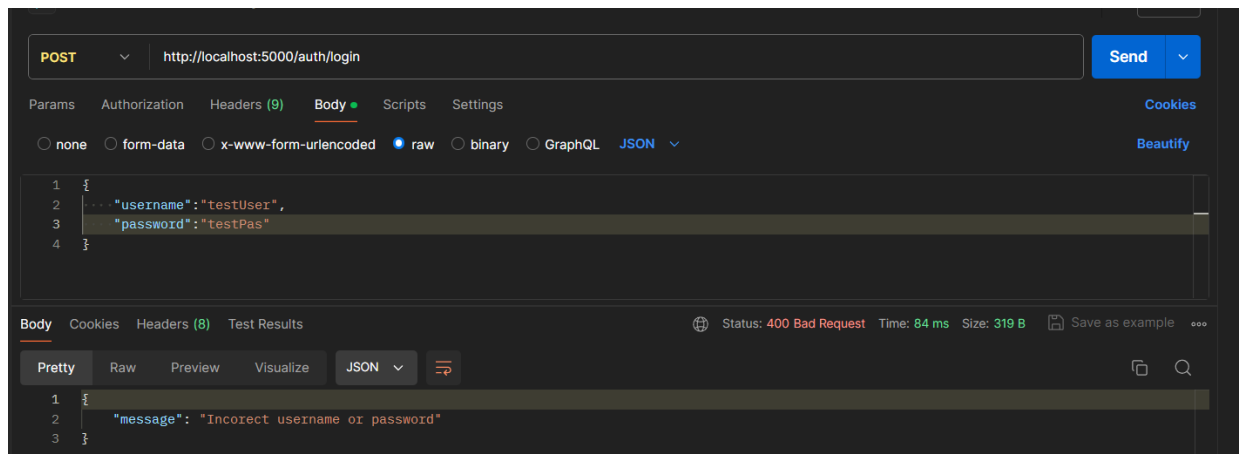 POST http://localhost:5000/auth/login Send
Params Authorization Headers (9) Body Scripts Settings Cookies
none form-data x-www-form-urlencoded raw binary GraphQL JSON Beautify
1 {
2 ····"username":"testUser",
3 "password":"testPas"
4 }
Body Cookies Headers (8) Test Results Status: 400 Bad Request Time: 84 ms Size: 319 B Save as example
Pretty Raw Preview Visualize JSON
1 {
2 "message": "Incorect username or password"
3 }